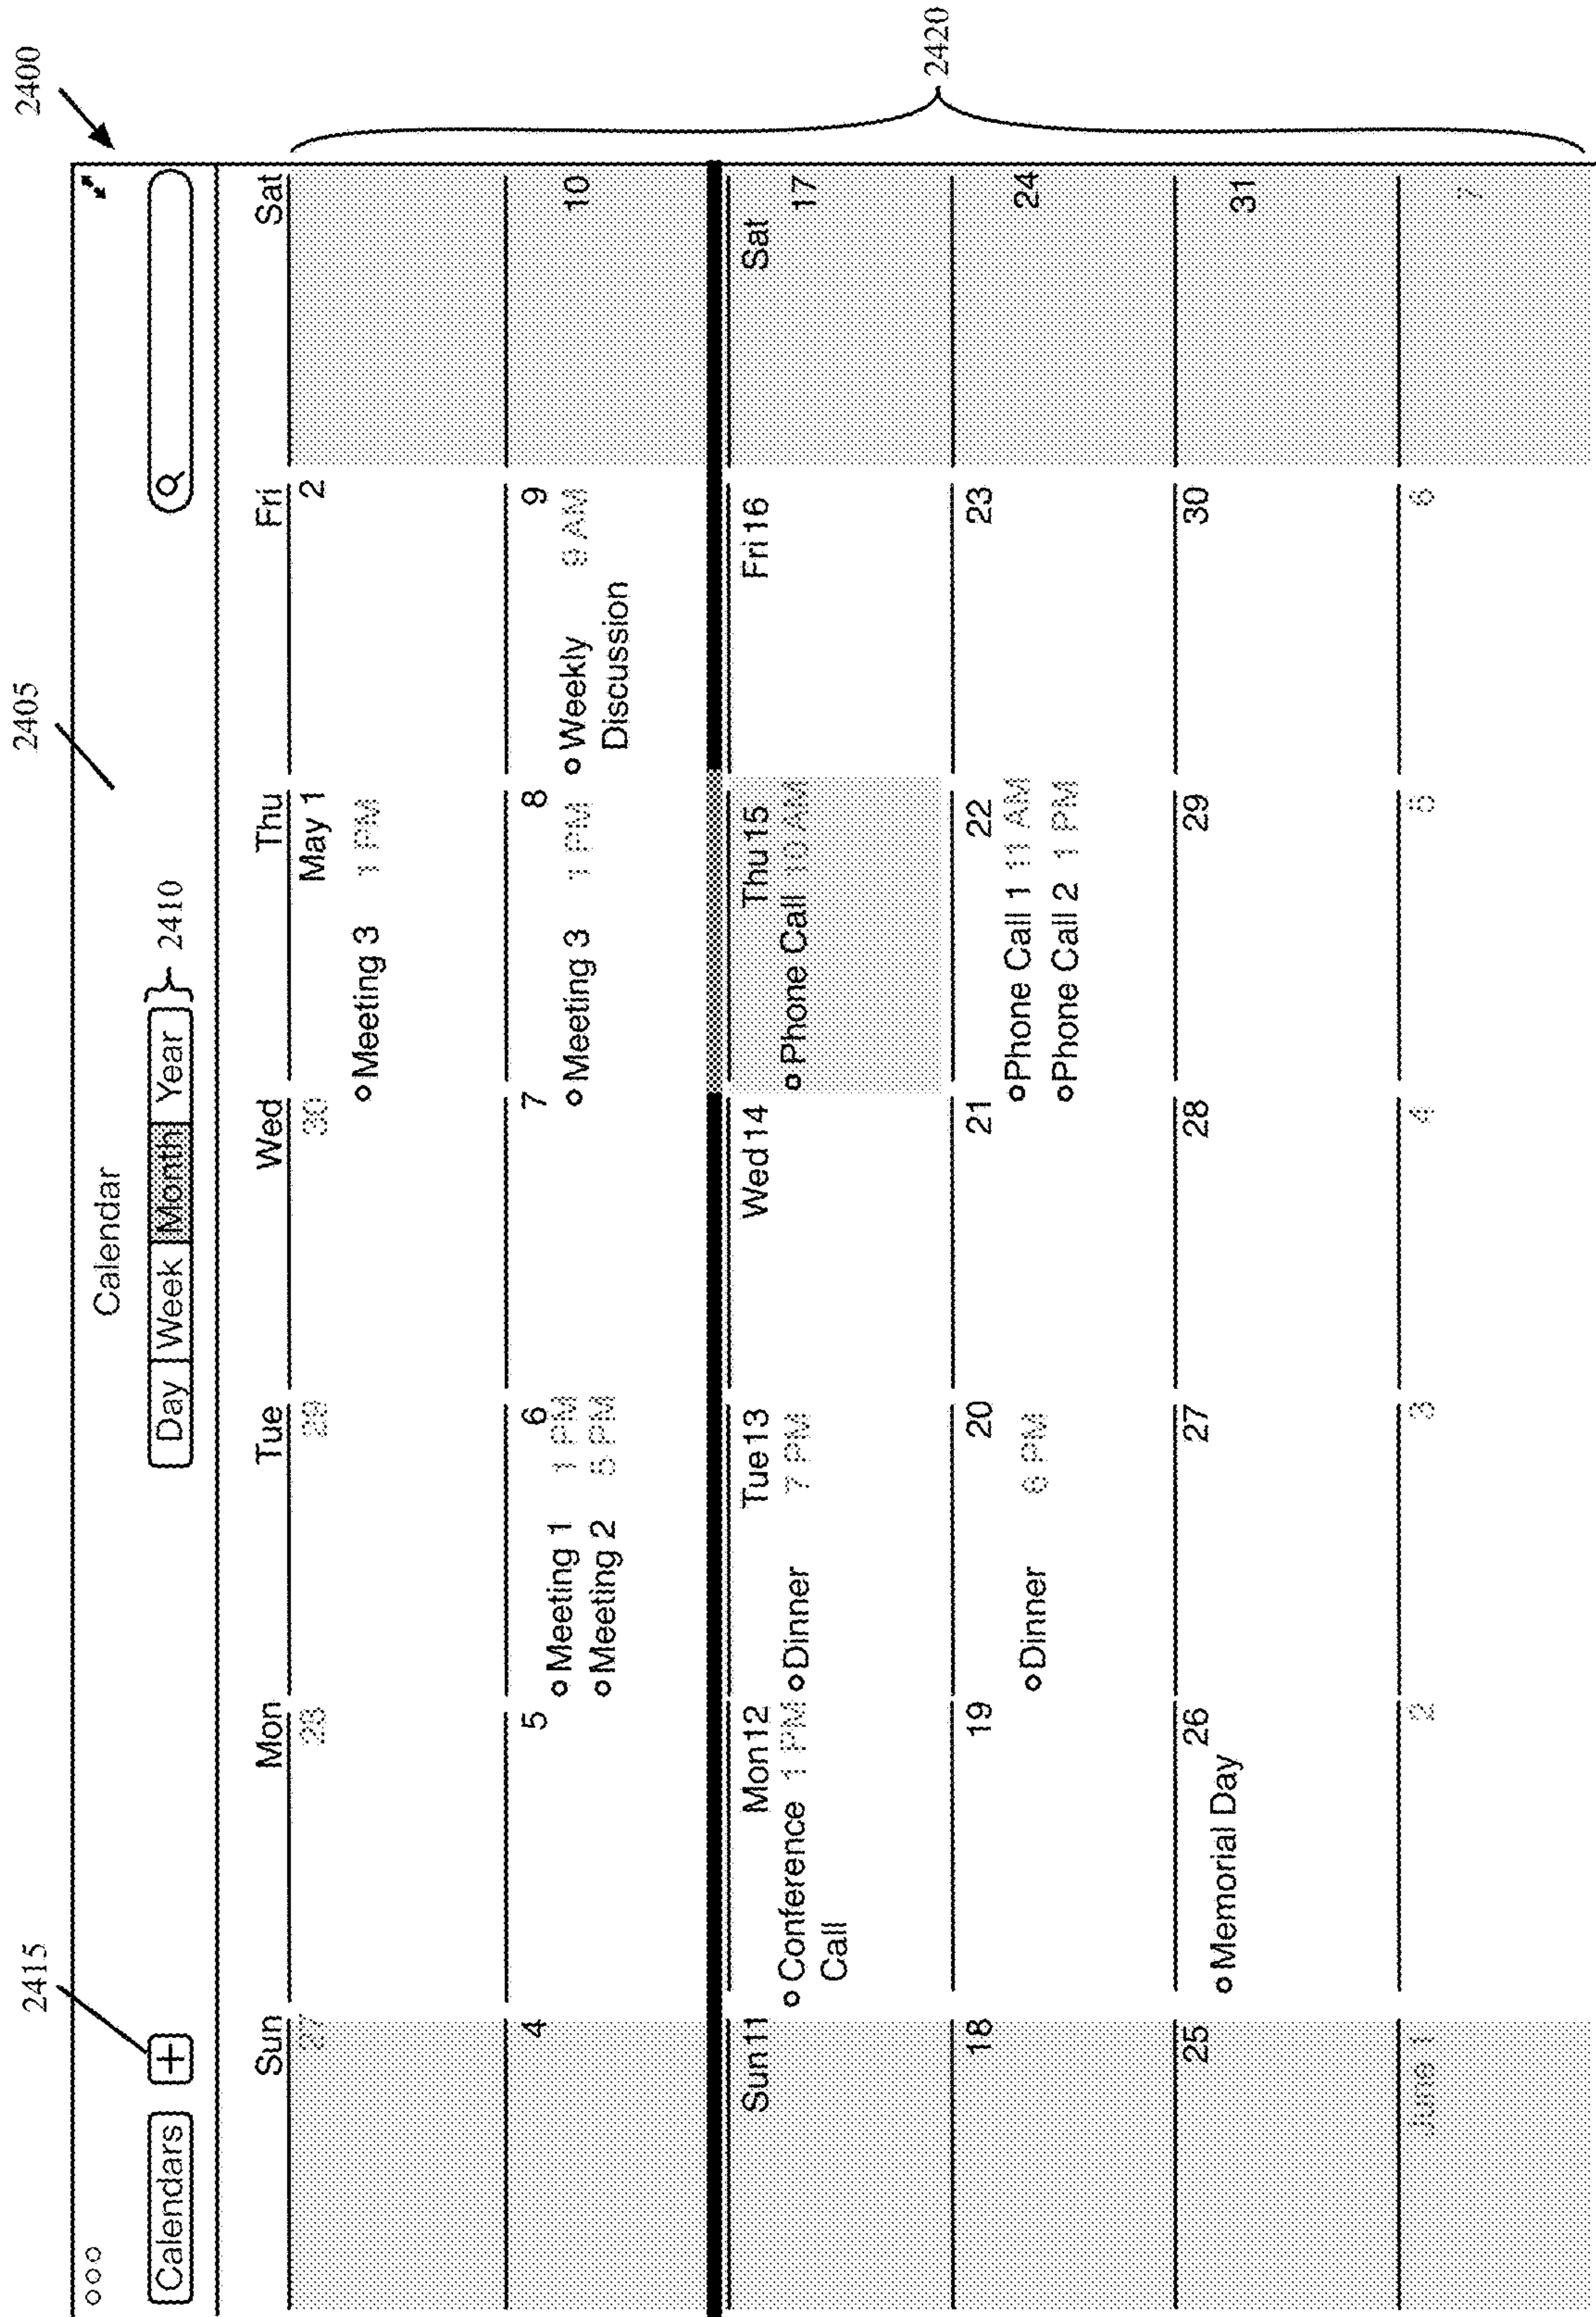 2400
2405
2415
Calendar
Calendars + Day Week Month Year 2410
Sun Mon Tue Wed Thu Fri Sat
27 28 29 30 May 1 2
Meeting 3 1 PM
4 5 6 7 8 9 10
Meeting 1 1 PM
Meeting 2 5 PM
Meeting 3 1 PM
Weekly 9 AM
Discussion
Sun 11 Mon 12 Tue 13 Wed 14 Thu 15 Fri 16 Sat
17
Conference 1 PM
Call
Dinner 7 PM
Phone Call 10 AM
18 19 20 21 22 23 24
Dinner 6 PM
Phone Call 1 11 AM
Phone Call 2 1 PM
25 26 27 28 29 30 31
Memorial Day
June 1 2 3 4 5 6 7
2420